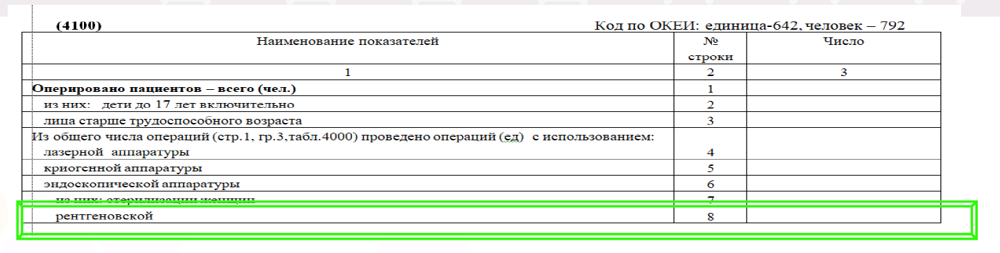 (4100) Код по ОКЕИ: единица-642, человек – 792
Наименование показателей № строки Число
1 2 3
Оперировано пациентов – всего (чел.) 1
из них: дети до 17 лет включительно 2
лица старше трудоспособного возраста 3
Из общего числа операций (стр.1, гр.3,табл.4000) проведено операций (ед) с использованием:
лазерной аппаратуры 4
криогенной аппаратуры 5
эндоскопической аппаратуры 6
из них: стерилизации женщин 7
рентгеновской 8